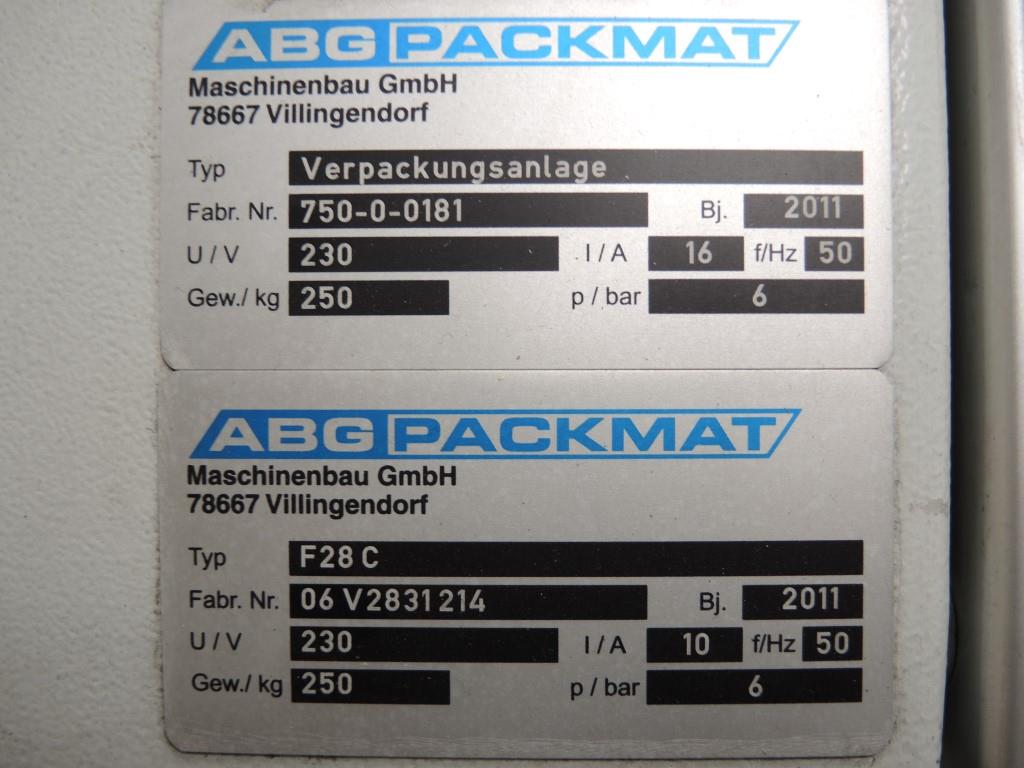 ABG PACKMAT
Maschinenbau GmbH
78667 Villingendorf
Typ Verpackungsanlage
Fabr. Nr. 750-0-0181 Bj. 2011
U / V 230 I / A 16 f/Hz 50
Gew./ kg 250 p / bar 6
ABG PACKMAT
Maschinenbau GmbH
78667 Villingendorf
Typ F28 C
Fabr. Nr. 06 V2831214 Bj. 2011
U / V 230 I / A 10 f/Hz 50
Gew./ kg 250 p / bar 6